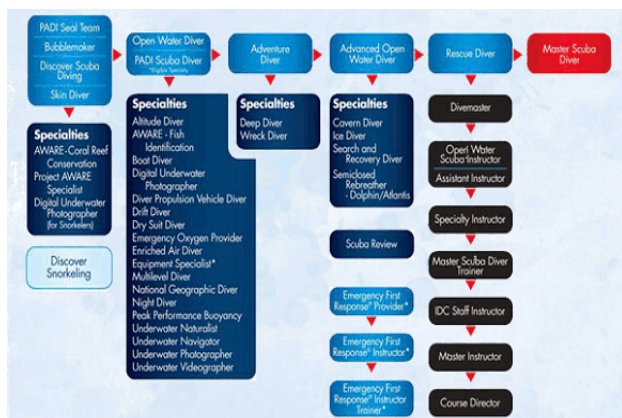 PADI Seal Team
Bubblemaker
Discover Scuba
Diving
Skin Diver
Specialties
AWARE-Coral Reef
Conservation
Project AWARE
Specialist
Digital Underwater
Photographer
(for Snorkelers)
Discover
Snorkeling
Open Water Diver
PADI Scuba Diver
*Eligible Specialty
Specialties
Altitude Diver
AWARE - Fish
Identification
Boat Diver
Digital Underwater
Photographer
Diver Propulsion Vehicle Diver
Drift Diver
Dry Suit Diver
Emergency Oxygen Provider
Enriched Air Diver
Equipment Specialist*
Multilevel Diver
National Geographic Diver
Night Diver
Peak Performance Buoyancy
Underwater Naturalist
Underwater Navigator
Underwater Photographer
Underwater Videographer
Adventure
Diver
Specialties
Deep Diver
Wreck Diver
Advanced Open
Water Diver
Specialties
Cavern Diver
Ice Diver
Search and
Recovery Diver
Semiclosed
Rebreather
- Dolphin/Atlantis
Scuba Review
Emergency First
Response® Provider*
Emergency First
Response® Instructor*
Emergency First
Response® Instructor
Trainer*
Rescue Diver
Divemaster
Open Water
Scuba Instructor
Assistant Instructor
Specialty Instructor
Master Scuba Diver
Trainer
IDC Staff Instructor
Master Instructor
Course Director
Master Scuba
Diver